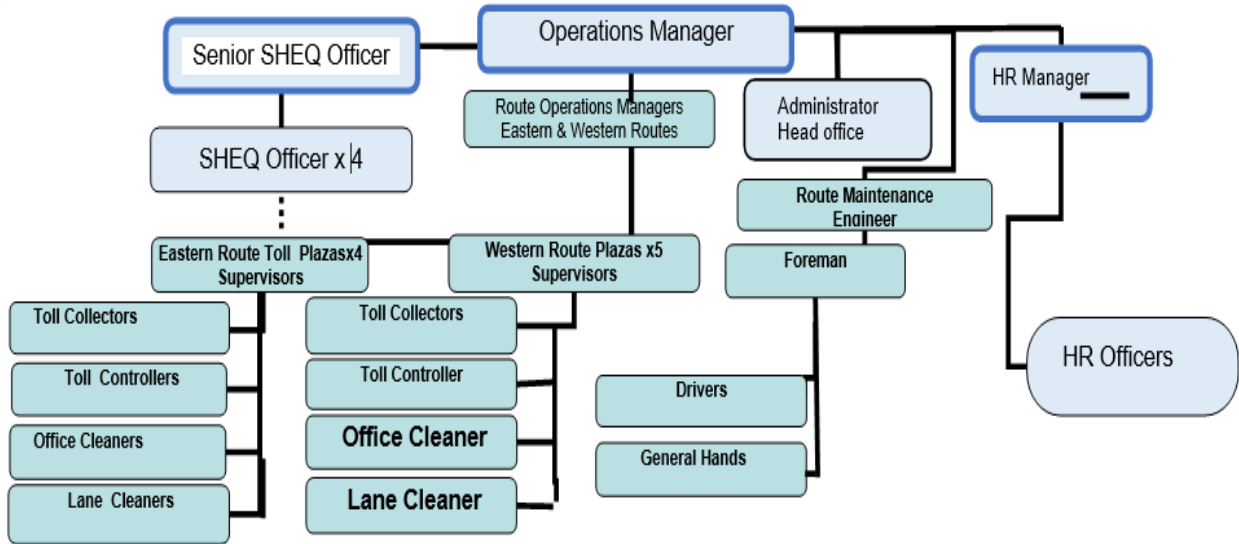 Operations Manager
Senior SHEQ Officer
HR Manager
Route Operations Managers
Eastern & Western Routes
Administrator
Head office
SHEQ Officer x 4
Route Maintenance
Engineer
Eastern Route Toll Plazasx4
Supervisors
Western Route Plazas x5
Supervisors
Foreman
Toll Collectors
Toll Collectors
HR Officers
Toll Controllers
Toll Controller
Drivers
Office Cleaners
Office Cleaner
General Hands
Lane Cleaners
Lane Cleaner